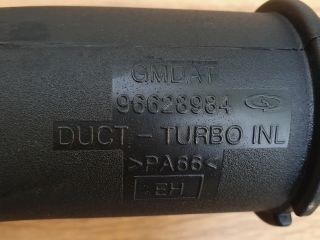 GMDAT
96628984
DUCT - TURBO INL
>PA66<
EH